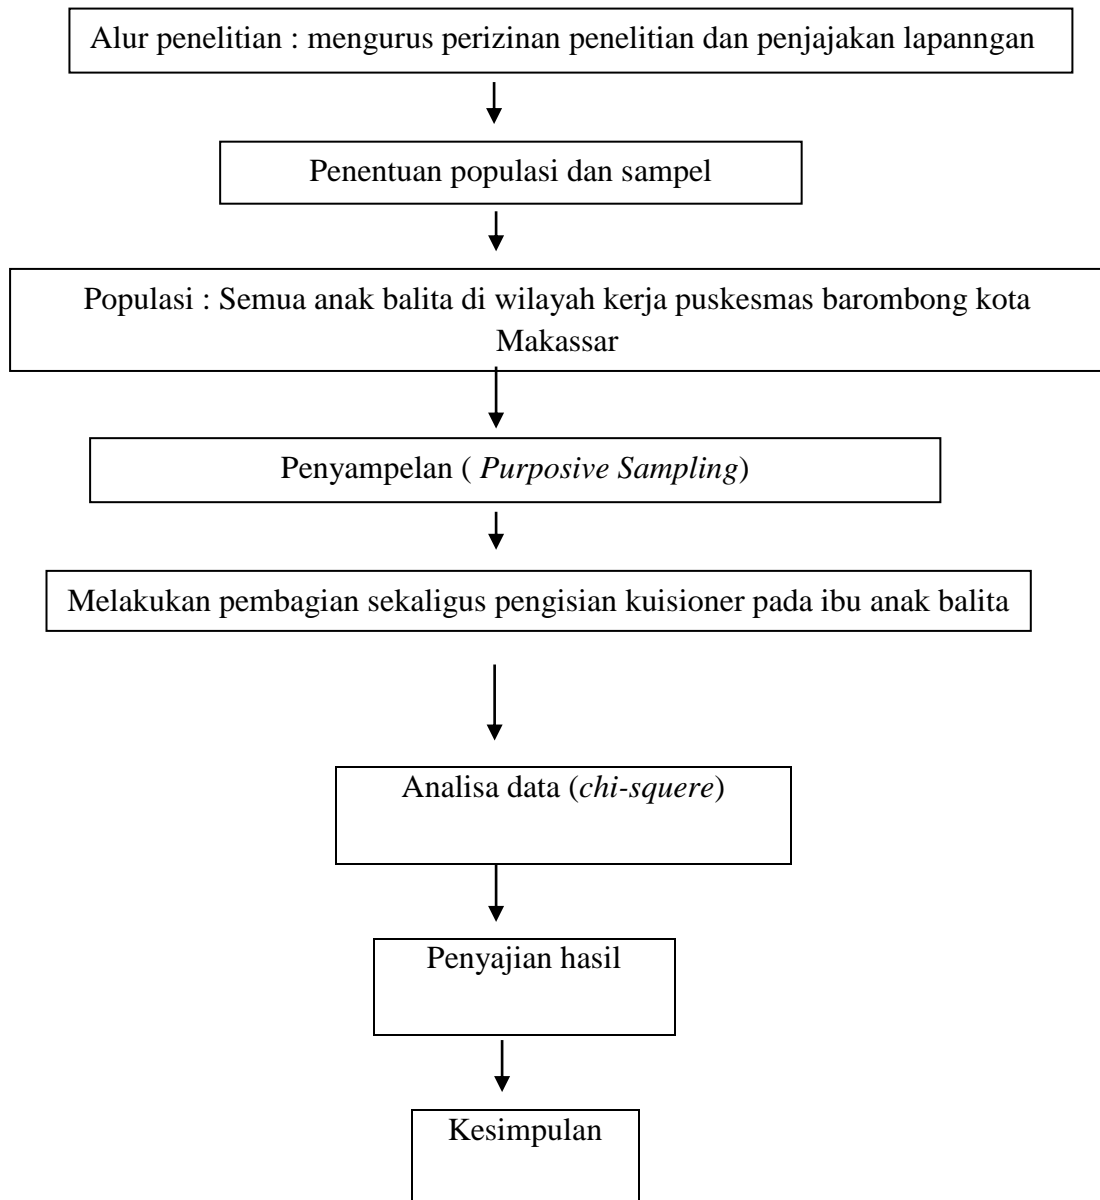 Alur penelitian : mengurus perizinan penelitian dan penjajakan lapanngan
Penentuan populasi dan sampel
Populasi : Semua anak balita di wilayah kerja puskesmas barombong kota
Makassar
Penyampelan ( Purposive Sampling)
Melakukan pembagian sekaligus pengisian kuisioner pada ibu anak balita
Analisa data (chi-squere)
Penyajian hasil
Kesimpulan